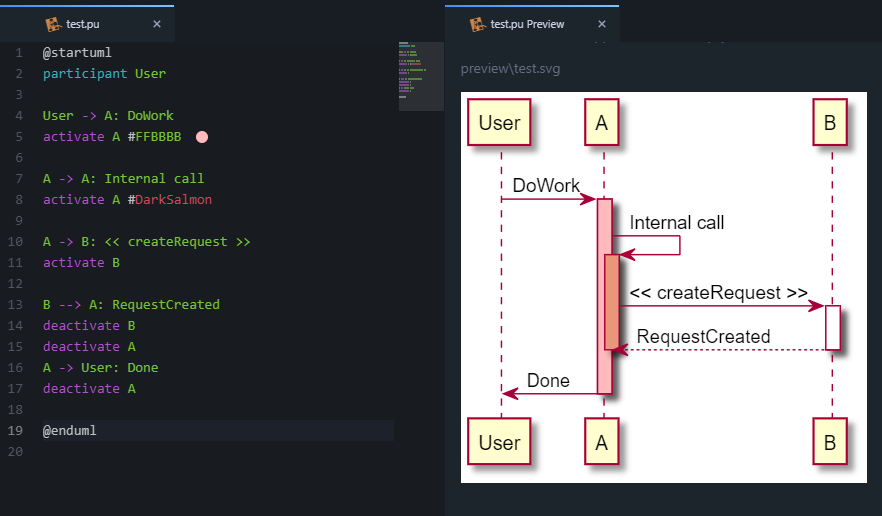 test.pu
1 @startuml
2 participant User
3
4 User -> A: DoWork
5 activate A #FFBBBB
6
7 A -> A: Internal call
8 activate A #DarkSalmon
9
10 A -> B: << createRequest >>
11 activate B
12
13 B --> A: RequestCreated
14 deactivate B
15 deactivate A
16 A -> User: Done
17 deactivate A
18
19 @enduml
20
test.pu Preview
preview\test.svg
User A B
DoWork
Internal call
<< createRequest >>
RequestCreated
Done
User A B